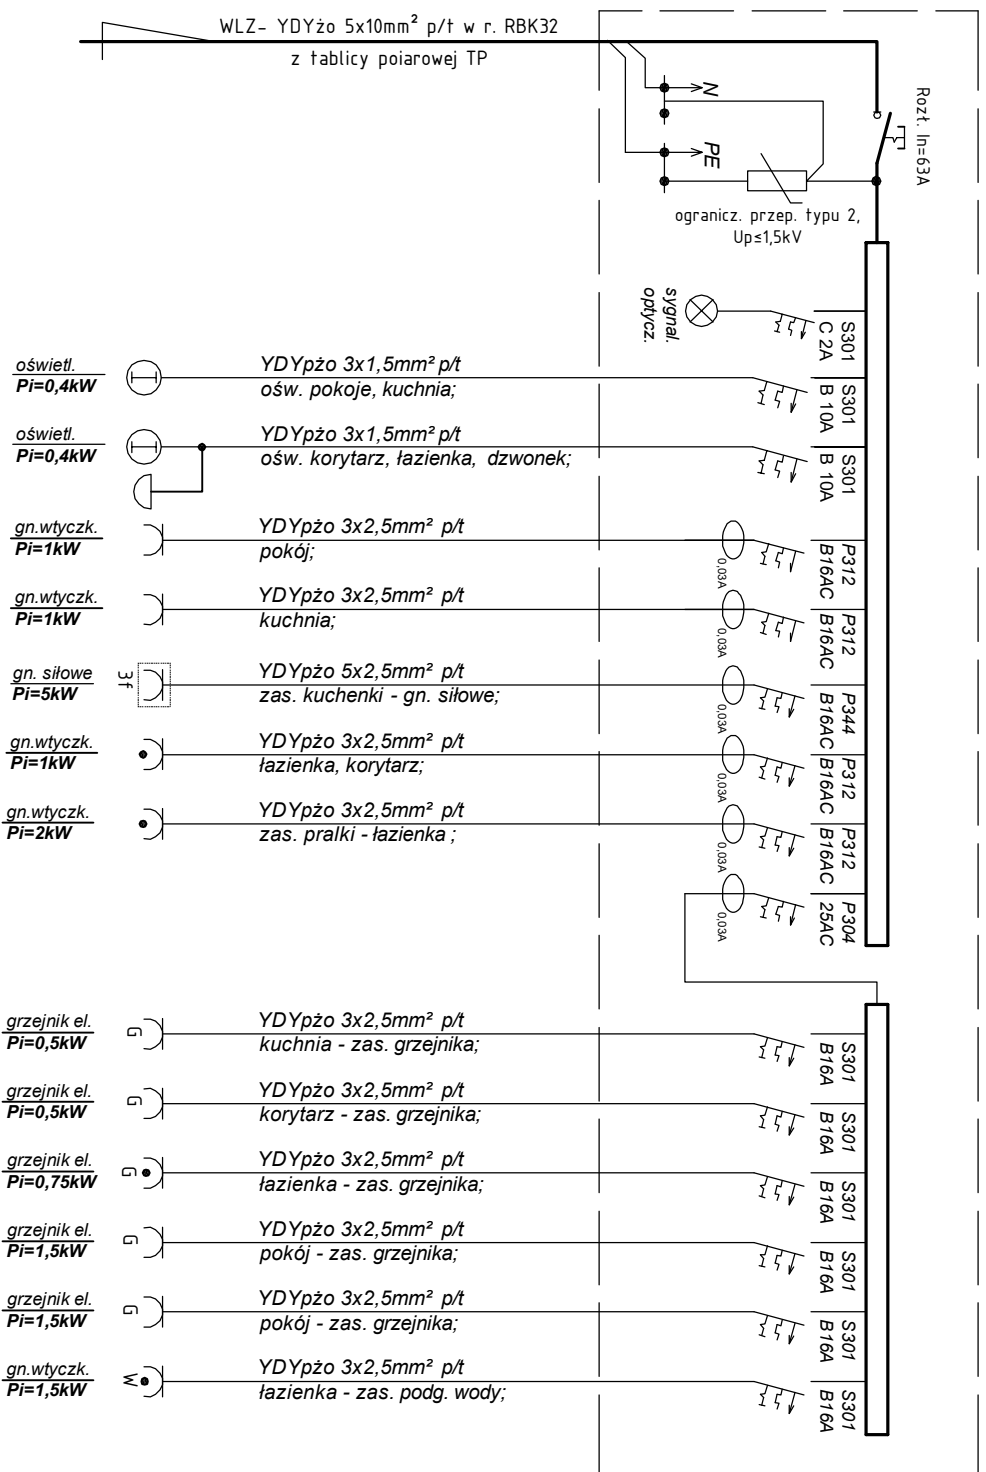 WLZ- YDYżo 5x10mm² p/t w r. RBK32
z tablicy poiarowej TP
N
PE
Rozł. In=63A
ogranicz. przep. typu 2,
Up≤1,5kV
sygnal.
optycz.
S301
C 2A
oświetl.
Pi=0,4kW
YDYpżo 3x1,5mm² p/t
ośw. pokoje, kuchnia;
S301
B 10A
oświetl.
Pi=0,4kW
YDYpżo 3x1,5mm² p/t
ośw. korytarz, łazienka, dzwonek;
S301
B 10A
gn.wtyczk.
Pi=1kW
YDYpżo 3x2,5mm² p/t
pokój;
0,03A
P312
B16AC
gn.wtyczk.
Pi=1kW
YDYpżo 3x2,5mm² p/t
kuchnia;
0,03A
P312
B16AC
gn. siłowe
Pi=5kW
3f
YDYpżo 5x2,5mm² p/t
zas. kuchenki - gn. siłowe;
0,03A
P344
B16AC
gn.wtyczk.
Pi=1kW
YDYpżo 3x2,5mm² p/t
łazienka, korytarz;
0,03A
P312
B16AC
gn.wtyczk.
Pi=2kW
YDYpżo 3x2,5mm² p/t
zas. pralki - łazienka ;
0,03A
P312
B16AC
0,03A
P304
25AC
grzejnik el.
Pi=0,5kW
G
YDYpżo 3x2,5mm² p/t
kuchnia - zas. grzejnika;
S301
B16A
grzejnik el.
Pi=0,5kW
G
YDYpżo 3x2,5mm² p/t
korytarz - zas. grzejnika;
S301
B16A
grzejnik el.
Pi=0,75kW
G
YDYpżo 3x2,5mm² p/t
łazienka - zas. grzejnika;
S301
B16A
grzejnik el.
Pi=1,5kW
G
YDYpżo 3x2,5mm² p/t
pokój - zas. grzejnika;
S301
B16A
grzejnik el.
Pi=1,5kW
G
YDYpżo 3x2,5mm² p/t
pokój - zas. grzejnika;
S301
B16A
gn.wtyczk.
Pi=1,5kW
W
YDYpżo 3x2,5mm² p/t
łazienka - zas. podg. wody;
S301
B16A